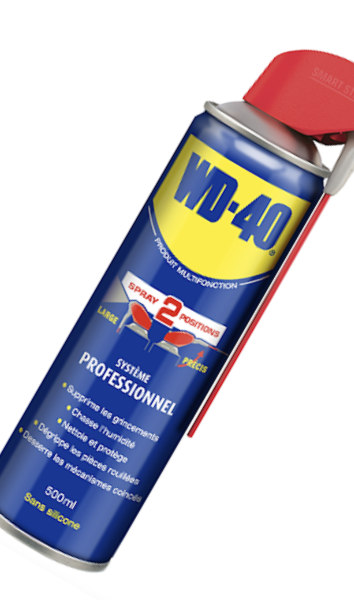 SMART ST
WD-40
®
PRODUIT MULTIFONCTION
SPRAY 2 POSITIONS
LARGE
PRÉCIS
SYSTÈME
PROFESSIONNEL
• Supprime les grincements
• Chasse l'humidité
• Nettoie et protège
• Dégrippe les pièces rouillées
• Desserre les mécanismes coincés
500ml
Sans silicone